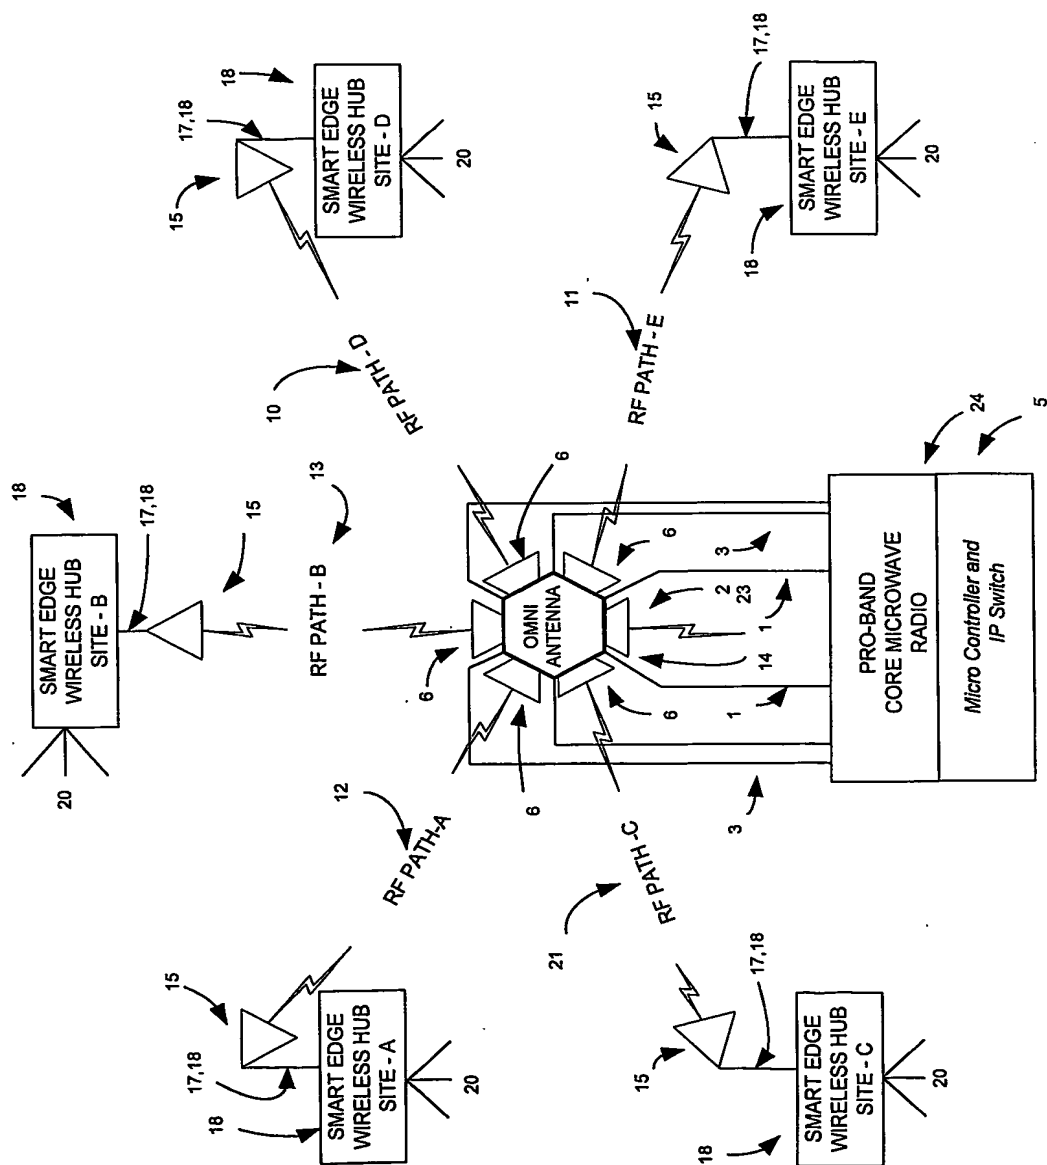 18
SMART EDGE
WIRELESS HUB
SITE - B
17,18
20
15
13
RF PATH - B
15
17,18
18
SMART EDGE
WIRELESS HUB
SITE - A
20
12
RF PATH-A
10
RF PATH - D
15
17,18
18
SMART EDGE
WIRELESS HUB
SITE - D
20
6
6
6
OMNI
ANTENNA
6
6
21
RF PATH-C
11
RF PATH - E
15
17,18
18
SMART EDGE
WIRELESS HUB
SITE - C
20
15
17,18
18
SMART EDGE
WIRELESS HUB
SITE - E
20
3
1
14
1
2
23
3
PRO-BAND
CORE MICROWAVE
RADIO
24
Micro Controller and
IP Switch
5